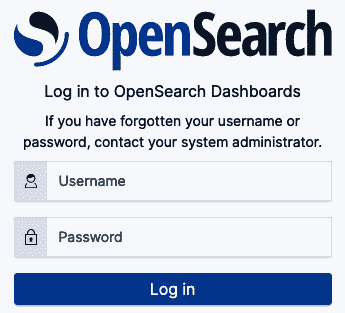 OpenSearch
Log in to OpenSearch Dashboards
If you have forgotten your username or
password, contact your system administrator.
Username
Password
Log in